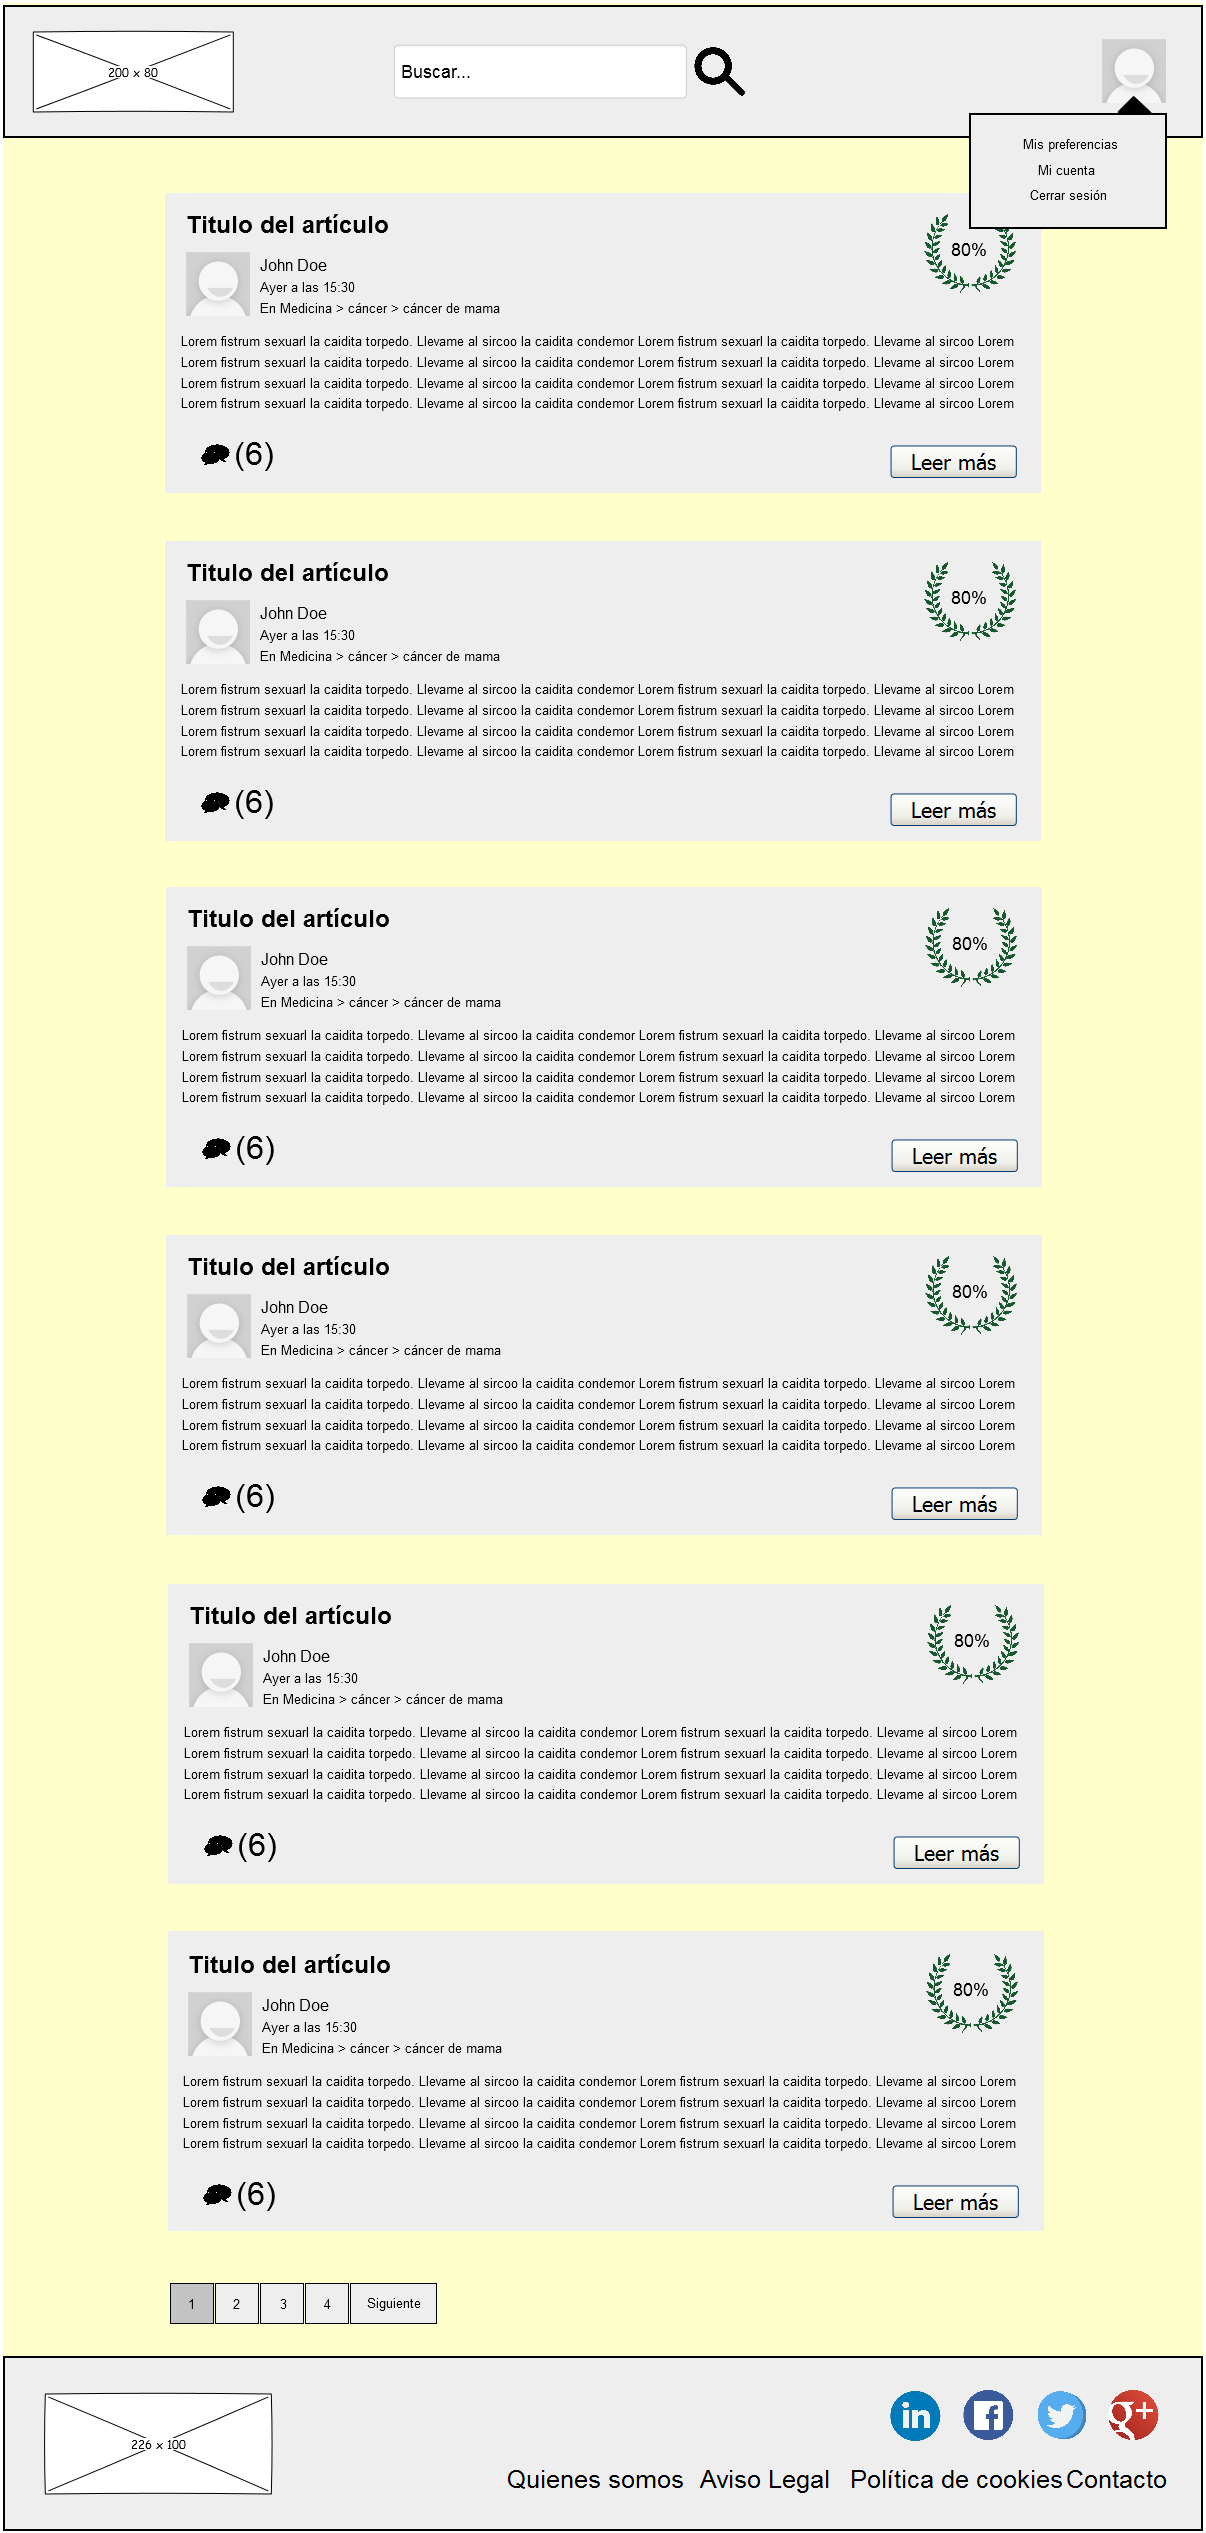 200 x 80
Buscar...
Mis preferencias
Mi cuenta
Cerrar sesión
Titulo del artículo
80%
John Doe
Ayer a las 15:30
En Medicina > cáncer > cáncer de mama
Lorem fistrum sexuarl la caidita torpedo. Llevame al sircoo la caidita condemor Lorem fistrum sexuarl la caidita torpedo. Llevame al sircoo Lorem
Lorem fistrum sexuarl la caidita torpedo. Llevame al sircoo la caidita condemor Lorem fistrum sexuarl la caidita torpedo. Llevame al sircoo Lorem
Lorem fistrum sexuarl la caidita torpedo. Llevame al sircoo la caidita condemor Lorem fistrum sexuarl la caidita torpedo. Llevame al sircoo Lorem
Lorem fistrum sexuarl la caidita torpedo. Llevame al sircoo la caidita condemor Lorem fistrum sexuarl la caidita torpedo. Llevame al sircoo Lorem
(6)
Leer más
Titulo del artículo
80%
John Doe
Ayer a las 15:30
En Medicina > cáncer > cáncer de mama
Lorem fistrum sexuarl la caidita torpedo. Llevame al sircoo la caidita condemor Lorem fistrum sexuarl la caidita torpedo. Llevame al sircoo Lorem
Lorem fistrum sexuarl la caidita torpedo. Llevame al sircoo la caidita condemor Lorem fistrum sexuarl la caidita torpedo. Llevame al sircoo Lorem
Lorem fistrum sexuarl la caidita torpedo. Llevame al sircoo la caidita condemor Lorem fistrum sexuarl la caidita torpedo. Llevame al sircoo Lorem
Lorem fistrum sexuarl la caidita torpedo. Llevame al sircoo la caidita condemor Lorem fistrum sexuarl la caidita torpedo. Llevame al sircoo Lorem
(6)
Leer más
Titulo del artículo
80%
John Doe
Ayer a las 15:30
En Medicina > cáncer > cáncer de mama
Lorem fistrum sexuarl la caidita torpedo. Llevame al sircoo la caidita condemor Lorem fistrum sexuarl la caidita torpedo. Llevame al sircoo Lorem
Lorem fistrum sexuarl la caidita torpedo. Llevame al sircoo la caidita condemor Lorem fistrum sexuarl la caidita torpedo. Llevame al sircoo Lorem
Lorem fistrum sexuarl la caidita torpedo. Llevame al sircoo la caidita condemor Lorem fistrum sexuarl la caidita torpedo. Llevame al sircoo Lorem
Lorem fistrum sexuarl la caidita torpedo. Llevame al sircoo la caidita condemor Lorem fistrum sexuarl la caidita torpedo. Llevame al sircoo Lorem
(6)
Leer más
Titulo del artículo
80%
John Doe
Ayer a las 15:30
En Medicina > cáncer > cáncer de mama
Lorem fistrum sexuarl la caidita torpedo. Llevame al sircoo la caidita condemor Lorem fistrum sexuarl la caidita torpedo. Llevame al sircoo Lorem
Lorem fistrum sexuarl la caidita torpedo. Llevame al sircoo la caidita condemor Lorem fistrum sexuarl la caidita torpedo. Llevame al sircoo Lorem
Lorem fistrum sexuarl la caidita torpedo. Llevame al sircoo la caidita condemor Lorem fistrum sexuarl la caidita torpedo. Llevame al sircoo Lorem
Lorem fistrum sexuarl la caidita torpedo. Llevame al sircoo la caidita condemor Lorem fistrum sexuarl la caidita torpedo. Llevame al sircoo Lorem
(6)
Leer más
Titulo del artículo
80%
John Doe
Ayer a las 15:30
En Medicina > cáncer > cáncer de mama
Lorem fistrum sexuarl la caidita torpedo. Llevame al sircoo la caidita condemor Lorem fistrum sexuarl la caidita torpedo. Llevame al sircoo Lorem
Lorem fistrum sexuarl la caidita torpedo. Llevame al sircoo la caidita condemor Lorem fistrum sexuarl la caidita torpedo. Llevame al sircoo Lorem
Lorem fistrum sexuarl la caidita torpedo. Llevame al sircoo la caidita condemor Lorem fistrum sexuarl la caidita torpedo. Llevame al sircoo Lorem
Lorem fistrum sexuarl la caidita torpedo. Llevame al sircoo la caidita condemor Lorem fistrum sexuarl la caidita torpedo. Llevame al sircoo Lorem
(6)
Leer más
Titulo del artículo
80%
John Doe
Ayer a las 15:30
En Medicina > cáncer > cáncer de mama
Lorem fistrum sexuarl la caidita torpedo. Llevame al sircoo la caidita condemor Lorem fistrum sexuarl la caidita torpedo. Llevame al sircoo Lorem
Lorem fistrum sexuarl la caidita torpedo. Llevame al sircoo la caidita condemor Lorem fistrum sexuarl la caidita torpedo. Llevame al sircoo Lorem
Lorem fistrum sexuarl la caidita torpedo. Llevame al sircoo la caidita condemor Lorem fistrum sexuarl la caidita torpedo. Llevame al sircoo Lorem
Lorem fistrum sexuarl la caidita torpedo. Llevame al sircoo la caidita condemor Lorem fistrum sexuarl la caidita torpedo. Llevame al sircoo Lorem
(6)
Leer más
1 2 3 4 Siguiente
226 x 100
in f g+
Quienes somos Aviso Legal Política de cookies Contacto